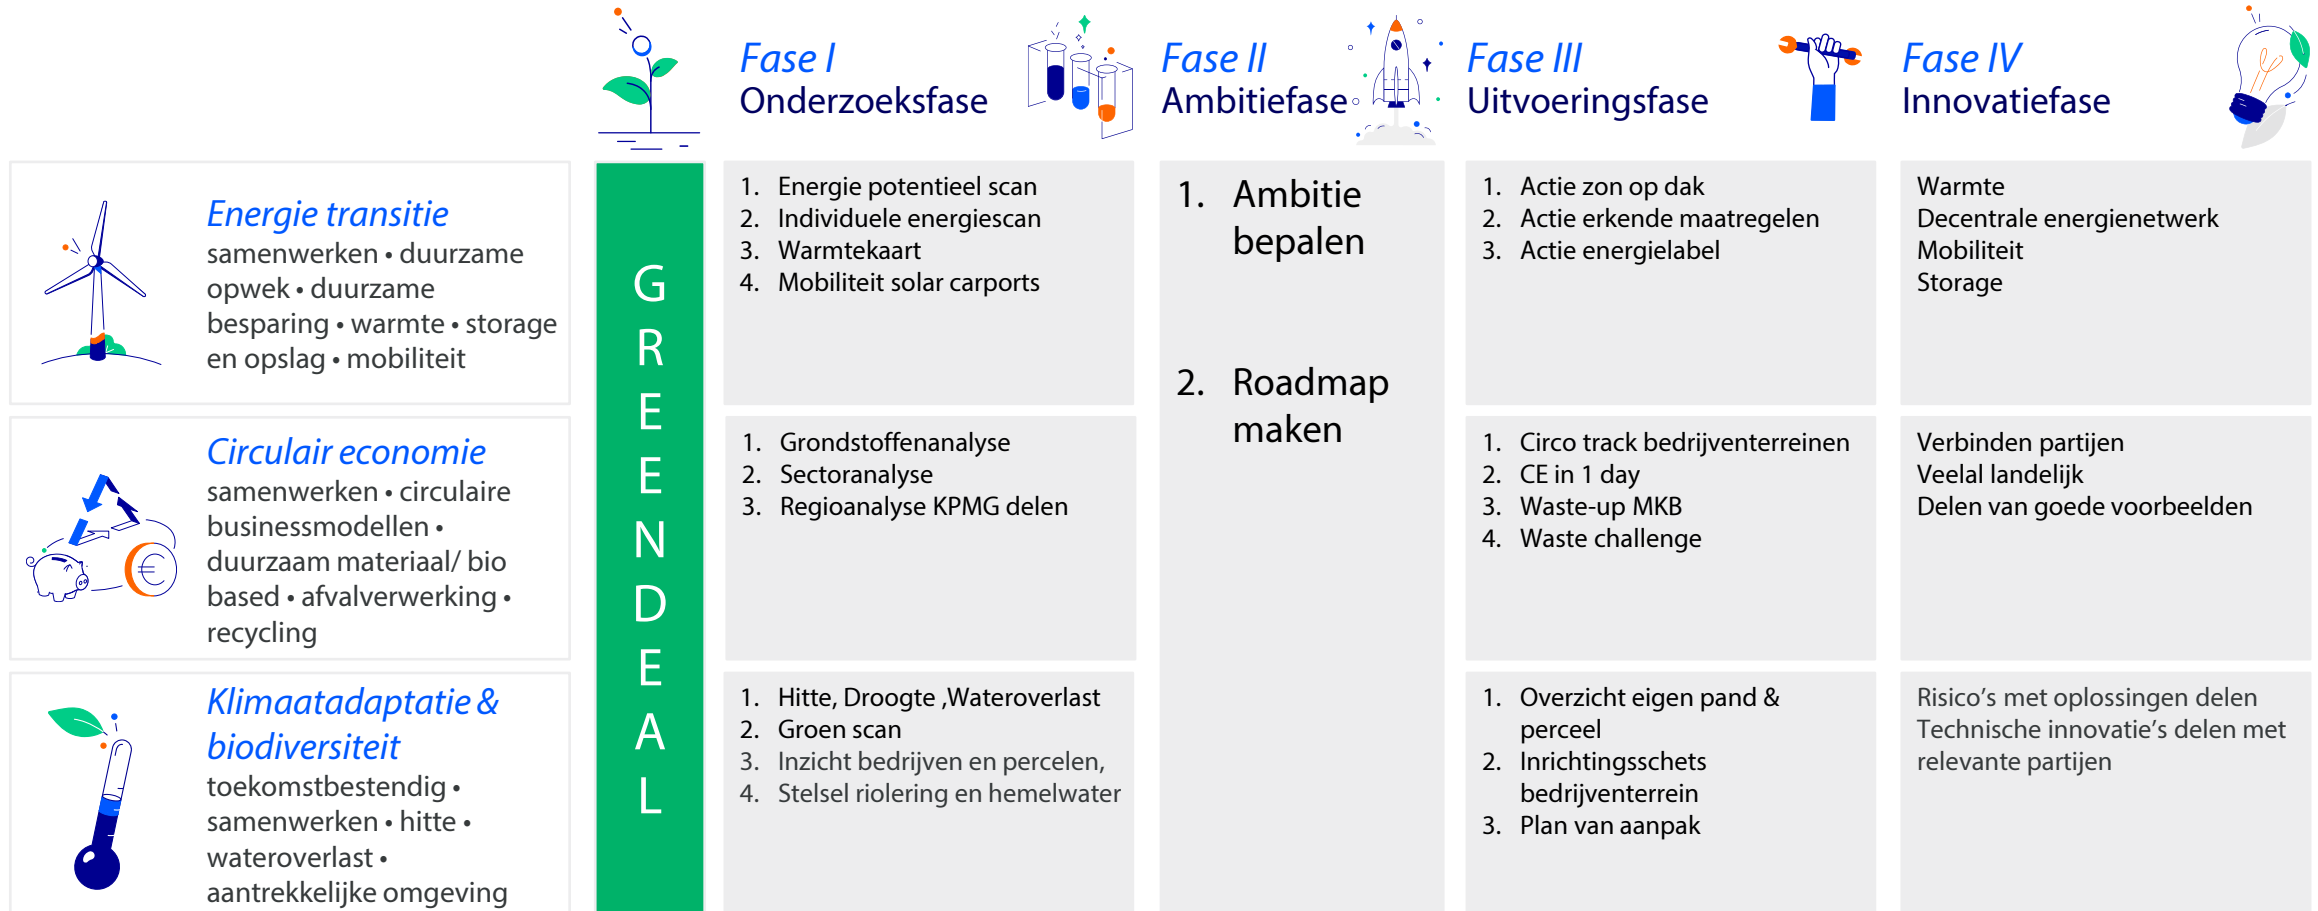 Fase I
Onderzoeksfase
Fase II
Ambitiefase
Fase III
Uitvoeringsfase
Fase IV
Innovatiefase
Energie transitie
samenwerken • duurzame
opwek • duurzame
besparing • warmte • storage
en opslag • mobiliteit
Circulair economie
samenwerken • circulaire
businessmodellen •
duurzaam materiaal/ bio
based • afvalverwerking •
recycling
Klimaatadaptatie &
biodiversiteit
toekomstbestendig •
samenwerken • hitte •
wateroverlast •
aantrekkelijke omgeving
G
R
E
E
N
D
E
A
L
1. Energie potentieel scan
2. Individuele energiescan
3. Warmtekaart
4. Mobiliteit solar carports
1. Grondstoffenanalyse
2. Sectoranalyse
3. Regioanalyse KPMG delen
1. Hitte, Droogte ,Wateroverlast
2. Groen scan
3. Inzicht bedrijven en percelen,
4. Stelsel riolering en hemelwater
1. Ambitie
bepalen
2. Roadmap
maken
1. Actie zon op dak
2. Actie erkende maatregelen
3. Actie energielabel
1. Circo track bedrijventerreinen
2. CE in 1 day
3. Waste-up MKB
4. Waste challenge
1. Overzicht eigen pand &
perceel
2. Inrichtingsschets
bedrijventerrein
3. Plan van aanpak
Warmte
Decentrale energienetwerk
Mobiliteit
Storage
Verbinden partijen
Veelal landelijk
Delen van goede voorbeelden
Risico’s met oplossingen delen
Technische innovatie’s delen met
relevante partijen